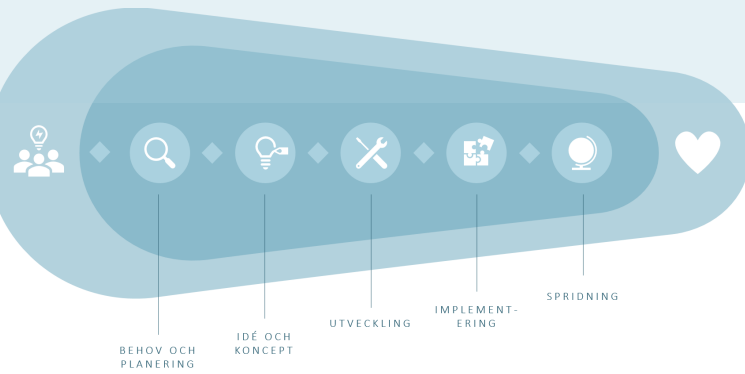 BEHOV OCH
PLANERING
IDÉ OCH
KONCEPT
UTVECKLING
IMPLEMENT-
ERING
SPRIDNING